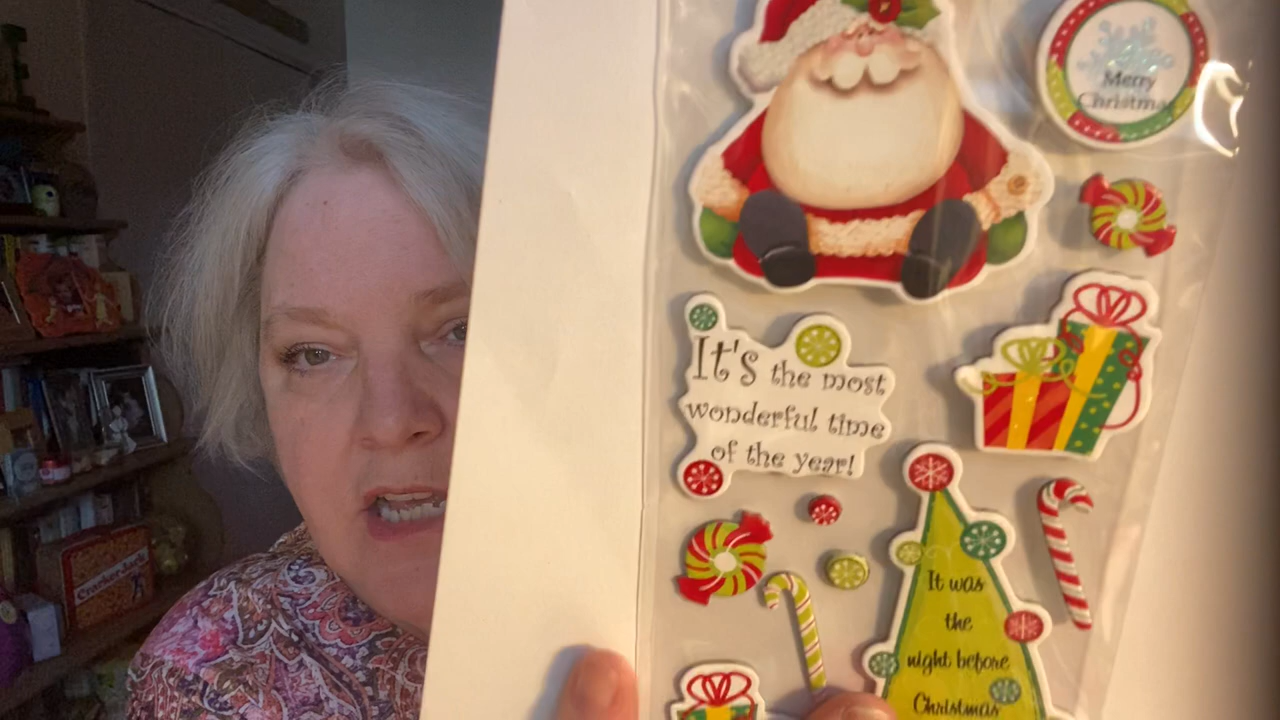 Merry
Christmas
It's the most
wonderful time
of the year!
It was
the
night before
Christmas
Cracker Jack